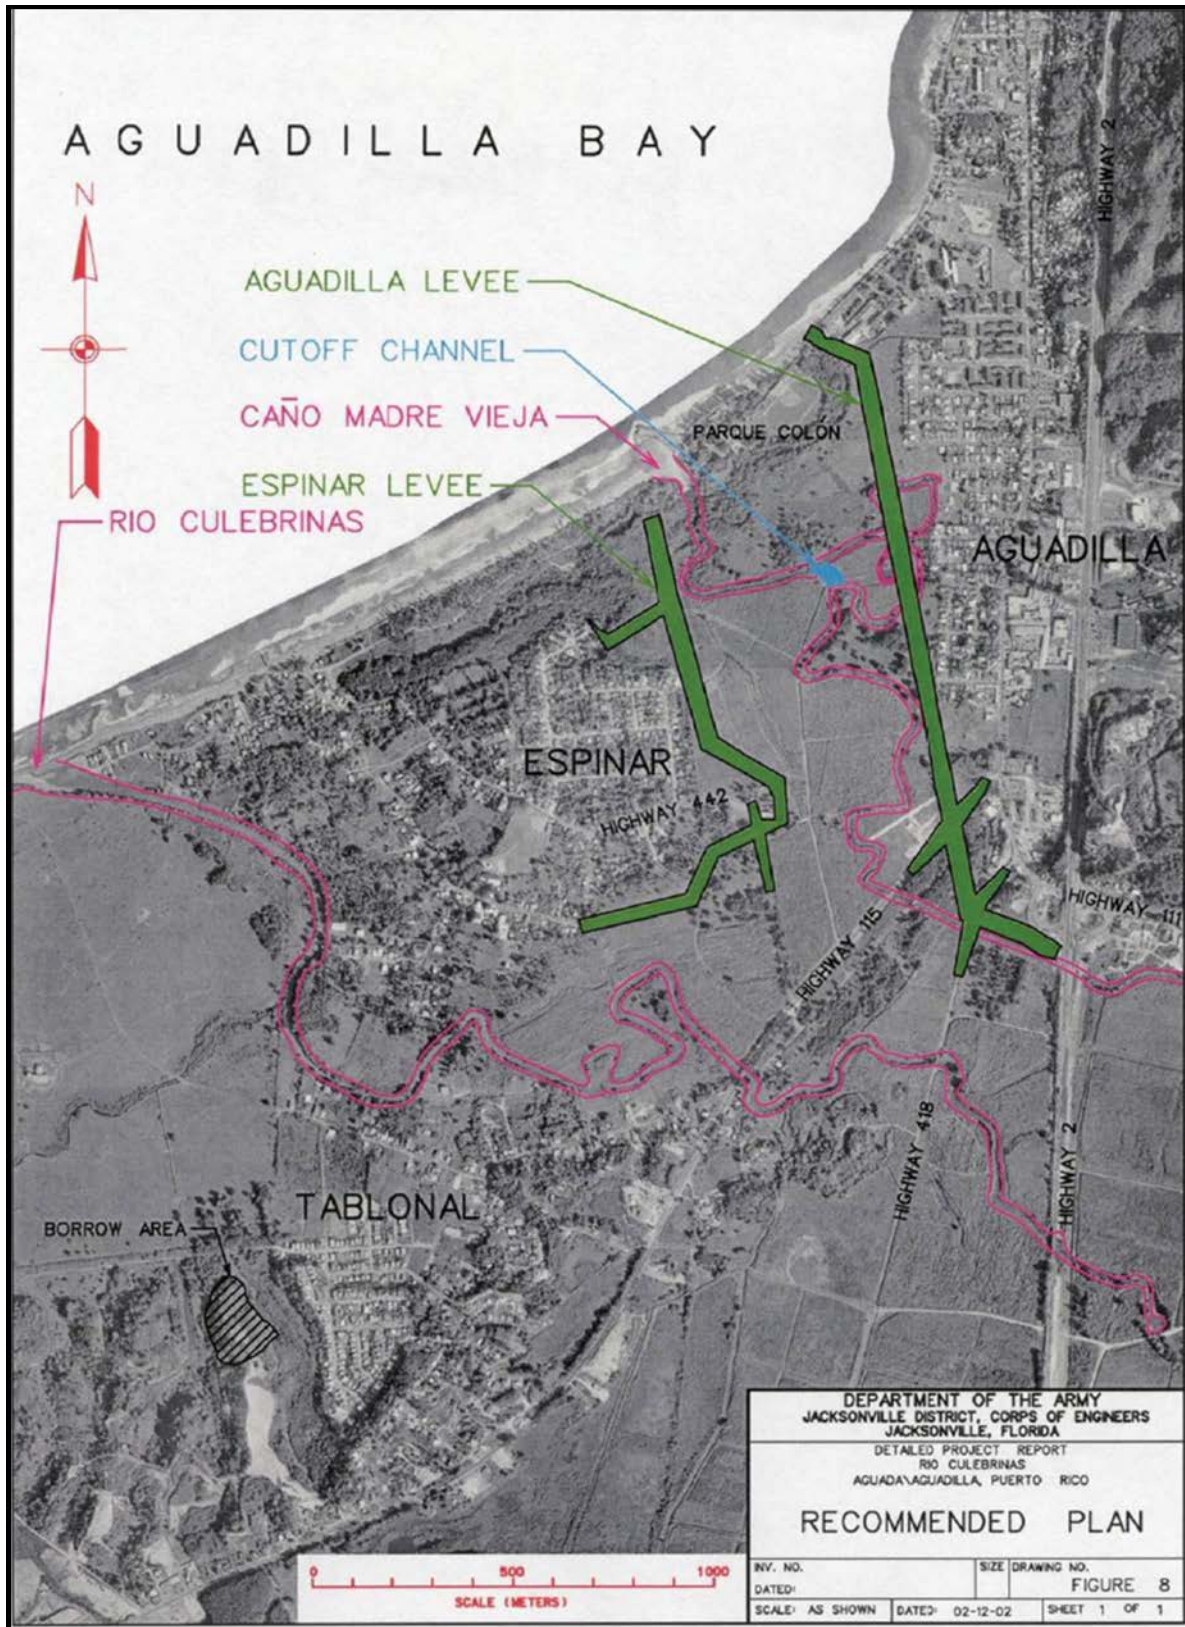 AGUADILLA BAY
N
HIGHWAY 2
AGUADILLA LEVEE
CUTOFF CHANNEL
CAÑO MADRE VIEJA
PARQUE COLÓN
ESPINAR LEVEE
RIO CULEBRINAS
AGUADILLA
ESPINAR
HIGHWAY 442
HIGHWAY 111
HIGHWAY 115
HIGHWAY 418
HIGHWAY 2
TABLONAL
BORROW AREA
0 500 1000
SCALE (METERS)
DEPARTMENT OF THE ARMY
JACKSONVILLE DISTRICT, CORPS OF ENGINEERS
JACKSONVILLE, FLORIDA
DETAILED PROJECT REPORT
RIO CULEBRINAS
AGUADA\AGUADILLA, PUERTO RICO
RECOMMENDED PLAN
INV. NO. SIZE DRAWING NO.
DATED: FIGURE 8
SCALE: AS SHOWN DATED: 02-12-02 SHEET 1 OF 1